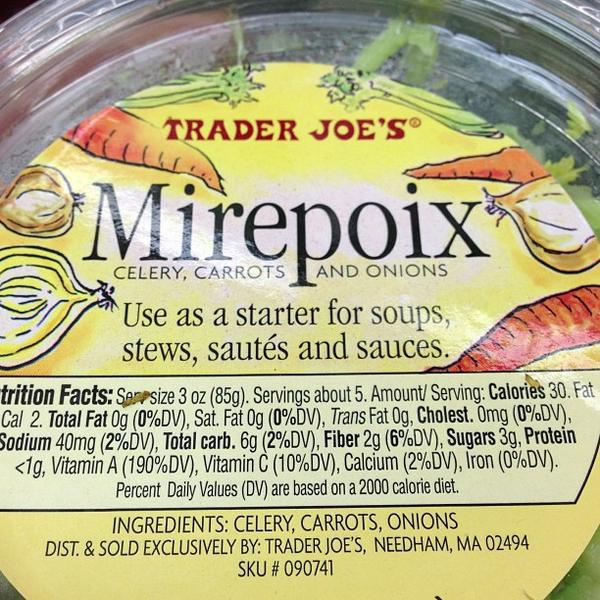 TRADER JOE'S®
Mirepoix
CELERY, CARROTS AND ONIONS
Use as a starter for soups,
stews, sautés and sauces.
trition Facts: Serv size 3 oz (85g). Servings about 5. Amount/ Serving: Calories 30. Fat
Cal 2. Total Fat 0g (0%DV), Sat. Fat 0g (0%DV), Trans Fat 0g, Cholest. 0mg (0%DV),
Sodium 40mg (2%DV), Total carb. 6g (2%DV), Fiber 2g (6%DV), Sugars 3g, Protein
<1g, Vitamin A (190%DV), Vitamin C (10%DV), Calcium (2%DV), Iron (0%DV).
Percent Daily Values (DV) are based on a 2000 calorie diet.
INGREDIENTS: CELERY, CARROTS, ONIONS
DIST. & SOLD EXCLUSIVELY BY: TRADER JOE'S, NEEDHAM, MA 02494
SKU # 090741